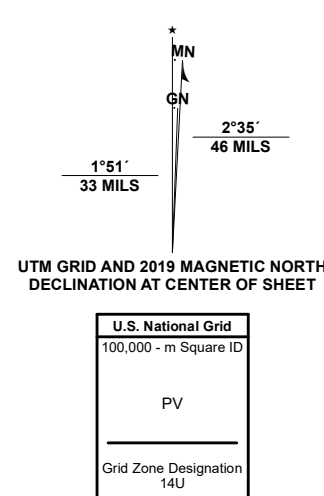 ★
MN
GN
2°35´
46 MILS
1°51´
33 MILS
UTM GRID AND 2019 MAGNETIC NORTH
DECLINATION AT CENTER OF SHEET
U.S. National Grid
100,000 - m Square ID
PV
Grid Zone Designation
14U